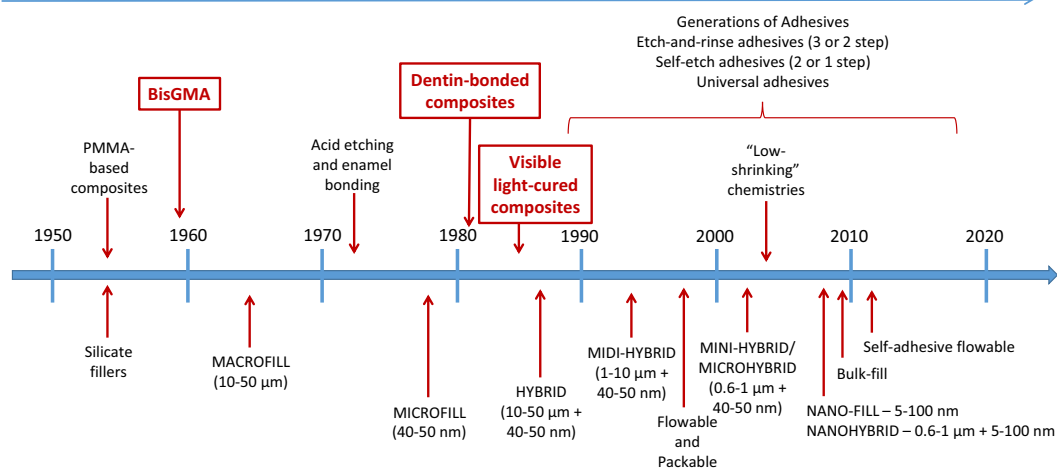 Generations of Adhesives
Etch-and-rinse adhesives (3 or 2 step)
Self-etch adhesives (2 or 1 step)
Universal adhesives
BisGMA
Dentin-bonded
composites
PMMA-
based
composites
Acid etching
and enamel
bonding
Visible
light-cured
composites
“Low-
shrinking”
chemistries
1950
1960
1970
1980
1990
2000
2010
2020
Silicate
fillers
MACROFILL
(10-50 µm)
MICROFILL
(40-50 nm)
HYBRID
(10-50 µm +
40-50 nm)
MIDI-HYBRID
(1-10 µm +
40-50 nm)
Flowable
and
Packable
MINI-HYBRID/
MICROHYBRID
(0.6-1 µm +
40-50 nm)
NANO-FILL – 5-100 nm
NANOHYBRID – 0.6-1 µm + 5-100 nm
Bulk-fill
Self-adhesive flowable